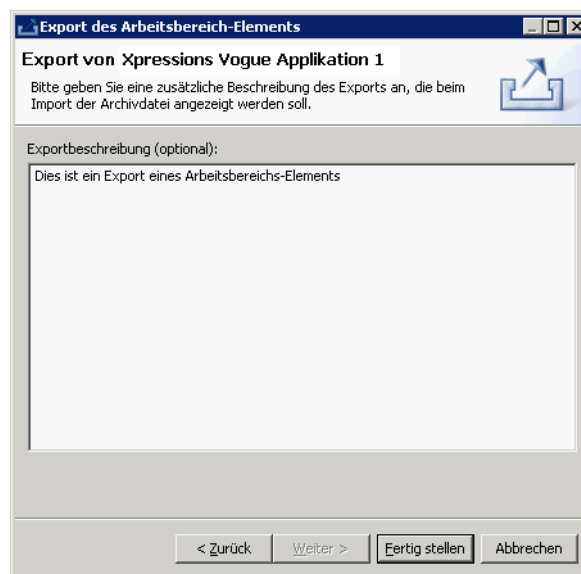 Export des Arbeitsbereich-Elements
Export von Xpressions Vogue Applikation 1
Bitte geben Sie eine zusätzliche Beschreibung des Exports an, die beim
Import der Archivdatei angezeigt werden soll.
Exportbeschreibung (optional):
Dies ist ein Export eines Arbeitsbereichs-Elements
< Zurück Weiter > Fertig stellen Abbrechen